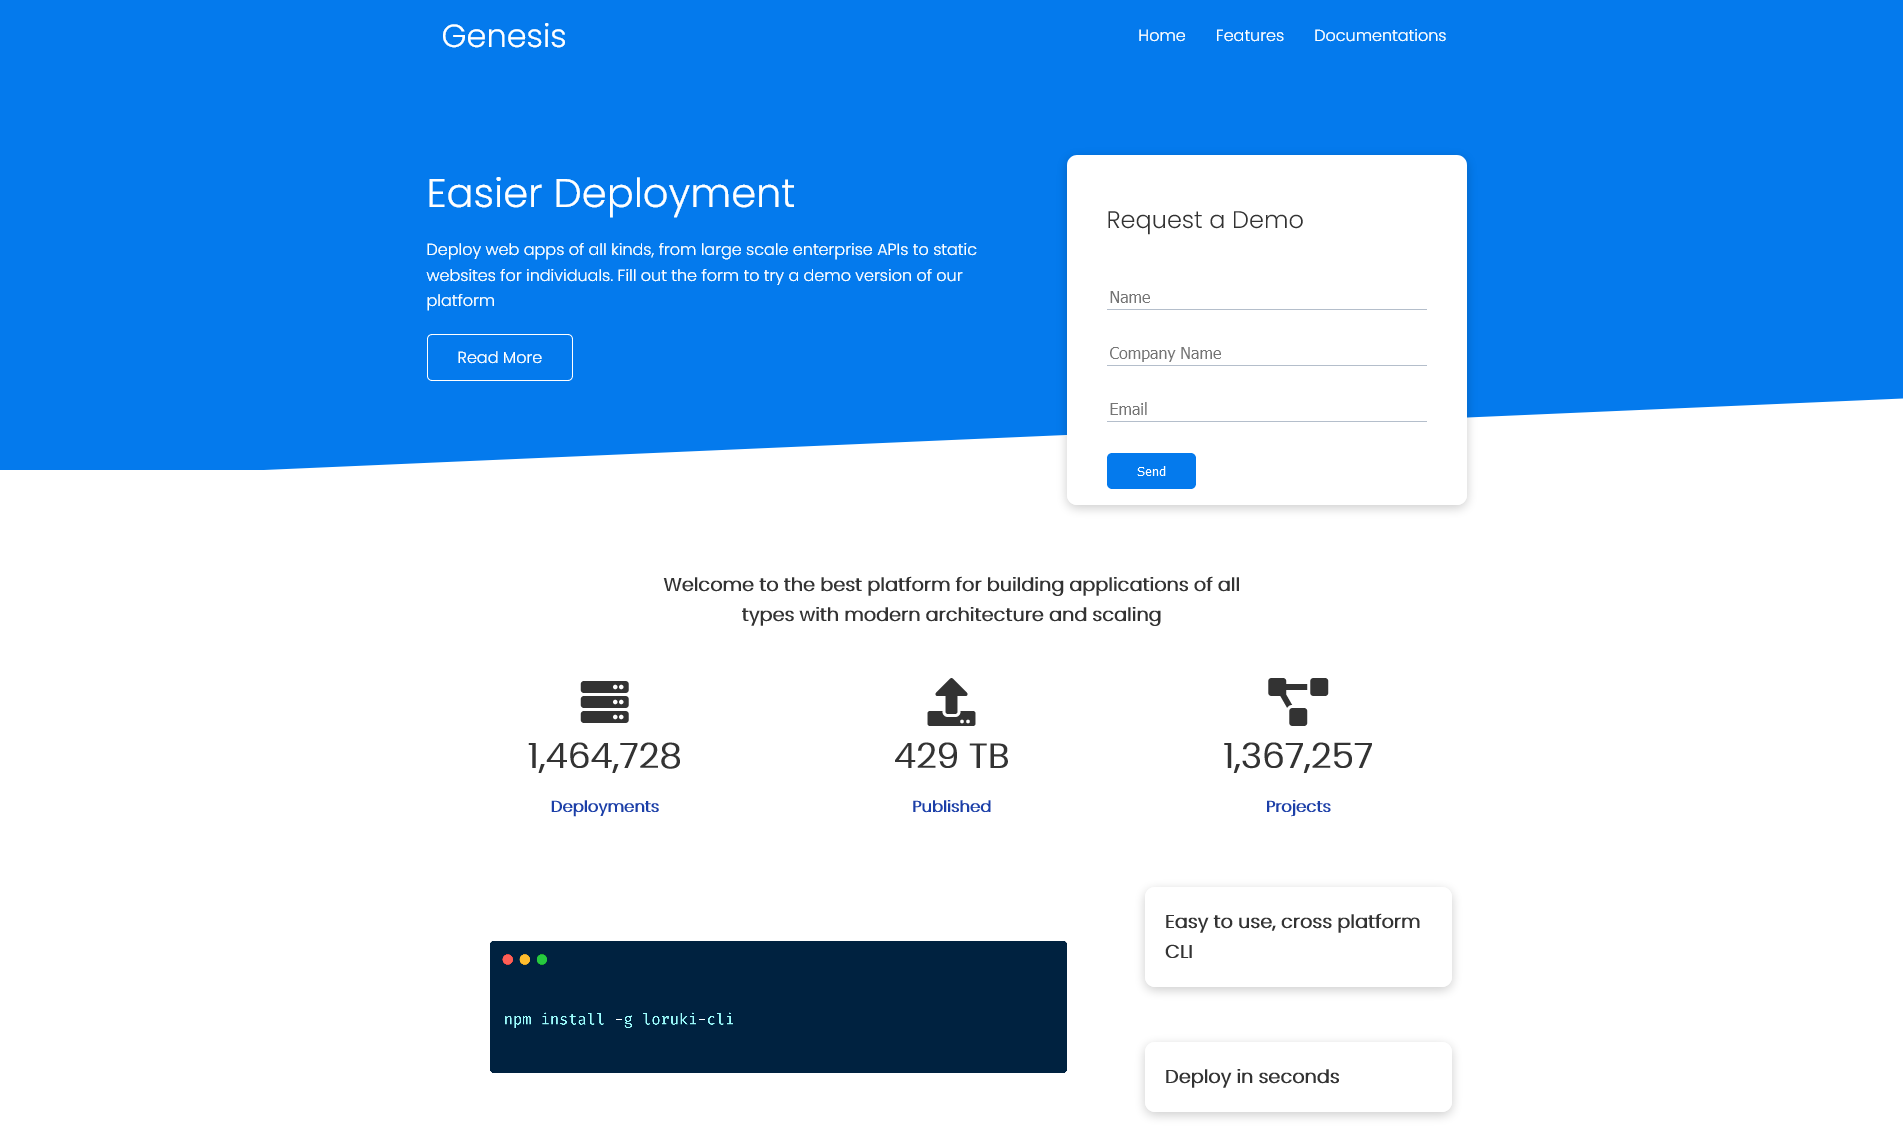 Genesis
Home
Features
Documentations
Easier Deployment
Deploy web apps of all kinds, from large scale enterprise APIs to static
websites for individuals. Fill out the form to try a demo version of our
platform
Read More
Request a Demo
Name
Company Name
Email
Send
Welcome to the best platform for building applications of all
types with modern architecture and scaling
1,464,728
Deployments
429 TB
Published
1,367,257
Projects
npm install -g loruki-cli
Easy to use, cross platform
CLI
Deploy in seconds